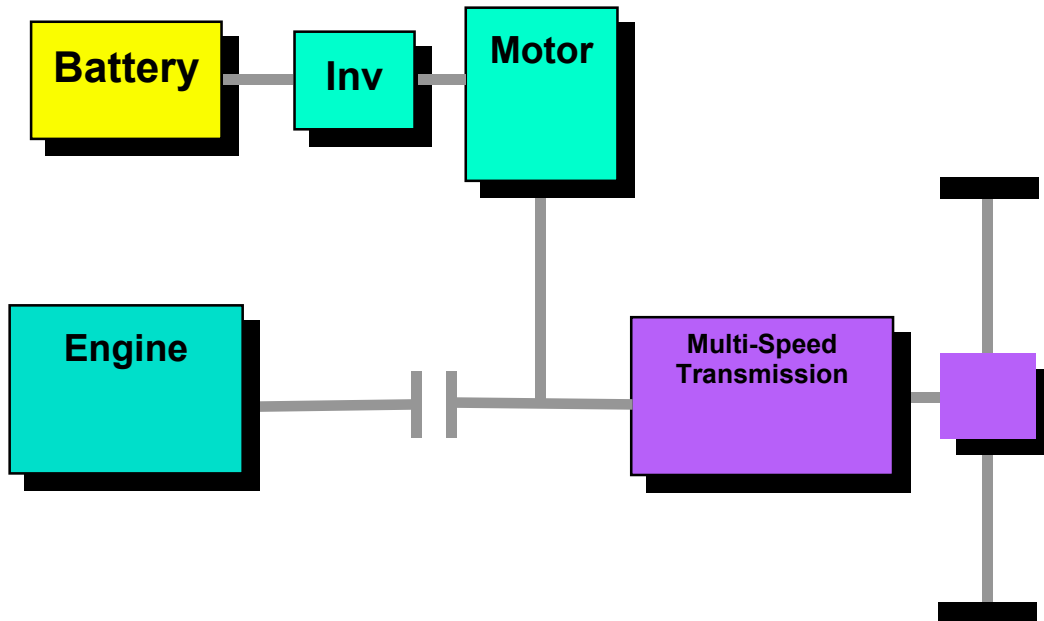 Battery
Inv
Motor
Engine
Multi-Speed
Transmission